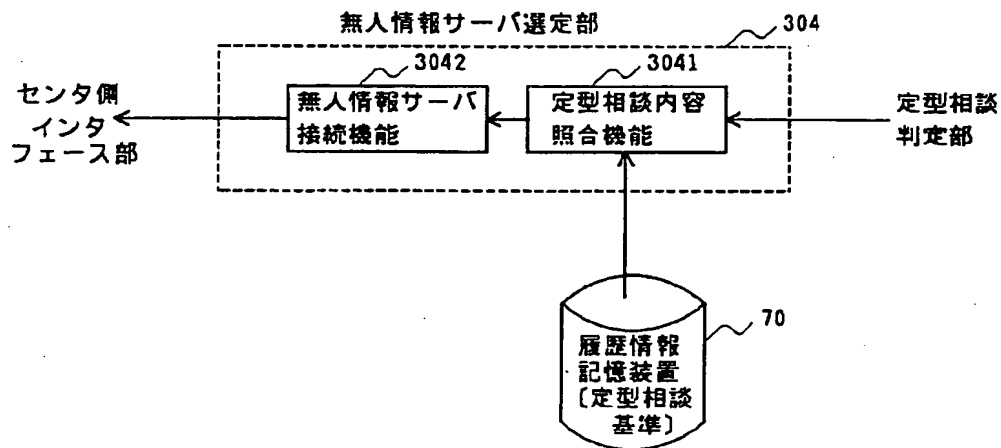 無人情報サーバ選定部
304
3042
3041
センタ側
インタ
フェース部
無人情報サーバ
接続機能
定型相談内容
照合機能
定型相談
判定部
70
履歴情報
記憶装置
〔定型相談
基準〕